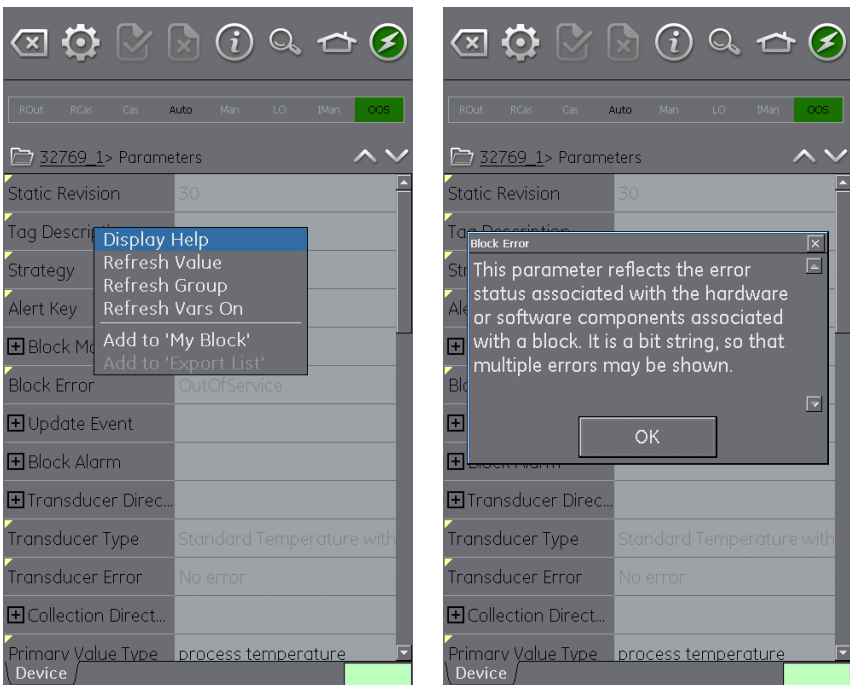 ROut RCas Cas Auto Man LO IMan OOS
32769_1> Parameters
Static Revision 30
Tag Descrip
Display Help
Strategy
Refresh Value
Refresh Group
Alert Key
Refresh Vars On
Block Mo
Add to 'My Block'
Add to 'Export List'
Block Error OutOfService
Update Event
Block Alarm
Transducer Direc...
Transducer Type Standard Temperature with
Transducer Error No error
Collection Direct...
Primary Value Type process temperature
Device
ROut RCas Cas Auto Man LO IMan OOS
32769_1> Parameters
Static Revision 30
Tag Description
Block Error
This parameter reflects the error
status associated with the hardware
or software components associated
with a block. It is a bit string, so that
multiple errors may be shown.
OK
Block Alarm
Transducer Direc...
Transducer Type Standard Temperature with
Transducer Error No error
Collection Direct...
Primary Value Type process temperature
Device